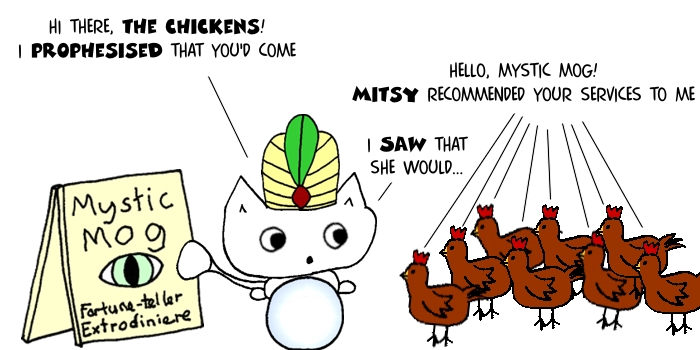 HI THERE, THE CHICKENS!
I PROPHESISED THAT YOU'D COME
HELLO, MYSTIC MOG!
MITSY RECOMMENDED YOUR SERVICES TO ME
I SAW THAT
SHE WOULD...
Mystic
MOG
Fortune-teller
Extrodiniere